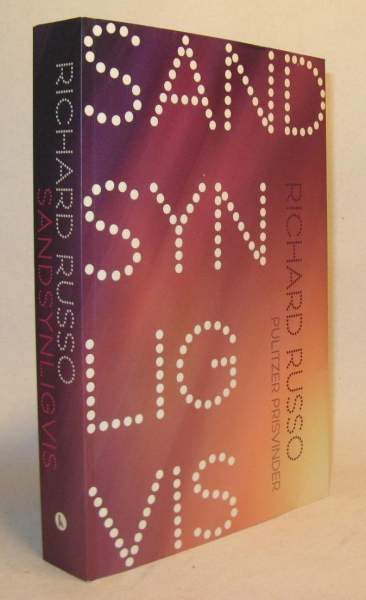 SAND
SYN
LIG
VIS
RICHARD RUSSO
PULITZER PRISVINDER
RICHARD RUSSO
SANDSYNLIGVIS
k